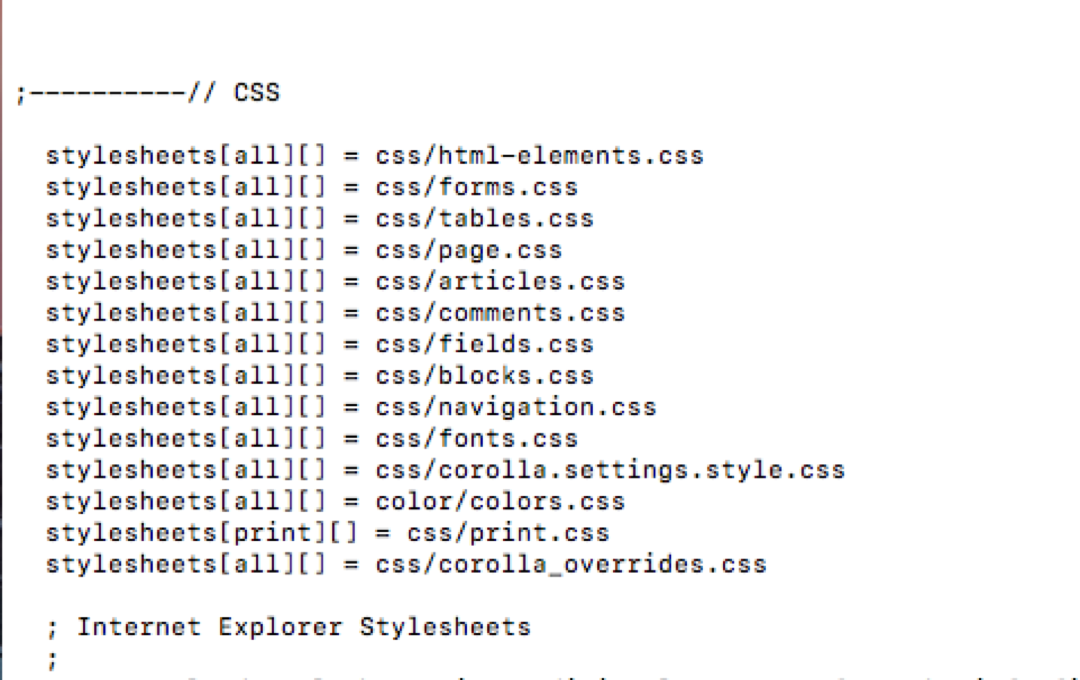 ;----------// CSS
stylesheets[all][] = css/html-elements.css
stylesheets[all][] = css/forms.css
stylesheets[all][] = css/tables.css
stylesheets[all][] = css/page.css
stylesheets[all][] = css/articles.css
stylesheets[all][] = css/comments.css
stylesheets[all][] = css/fields.css
stylesheets[all][] = css/blocks.css
stylesheets[all][] = css/navigation.css
stylesheets[all][] = css/fonts.css
stylesheets[all][] = css/corolla.settings.style.css
stylesheets[all][] = color/colors.css
stylesheets[print][] = css/print.css
stylesheets[all][] = css/corolla_overrides.css
; Internet Explorer Stylesheets
;